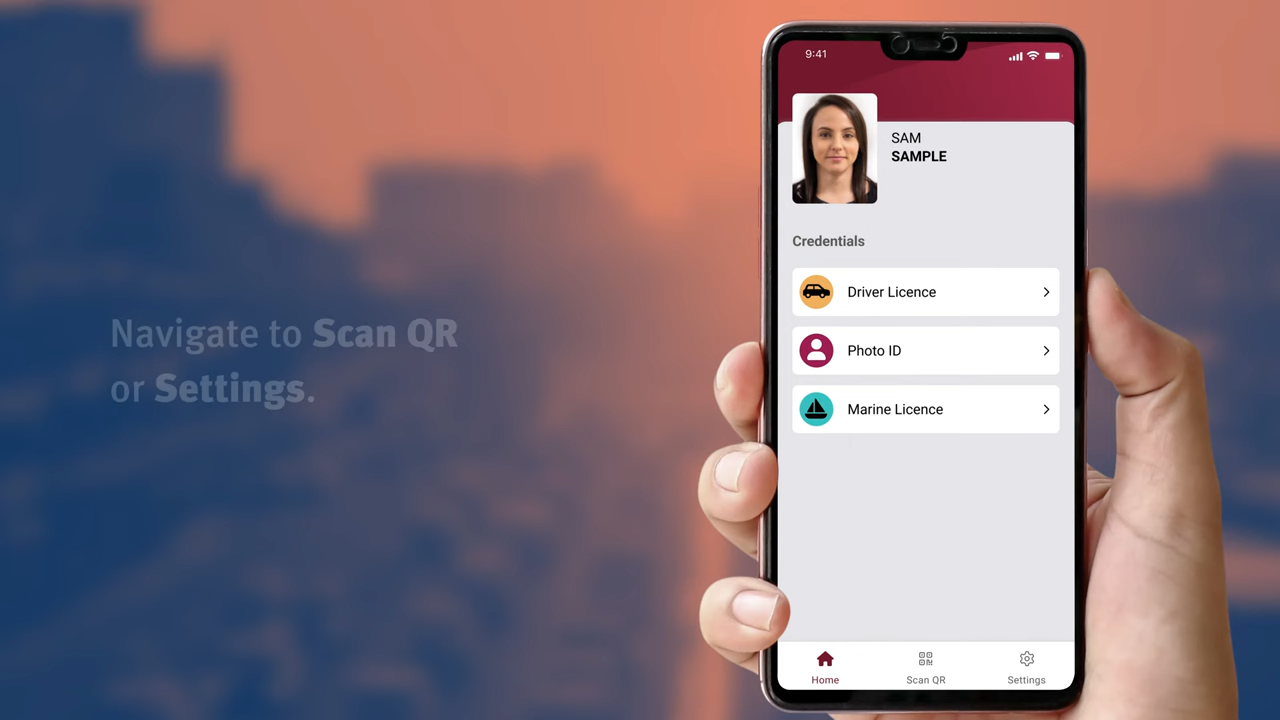 Navigate to Scan QR
or Settings.
9:41
SAM
SAMPLE
Credentials
Driver Licence
Photo ID
Marine Licence
Home
Scan QR
Settings